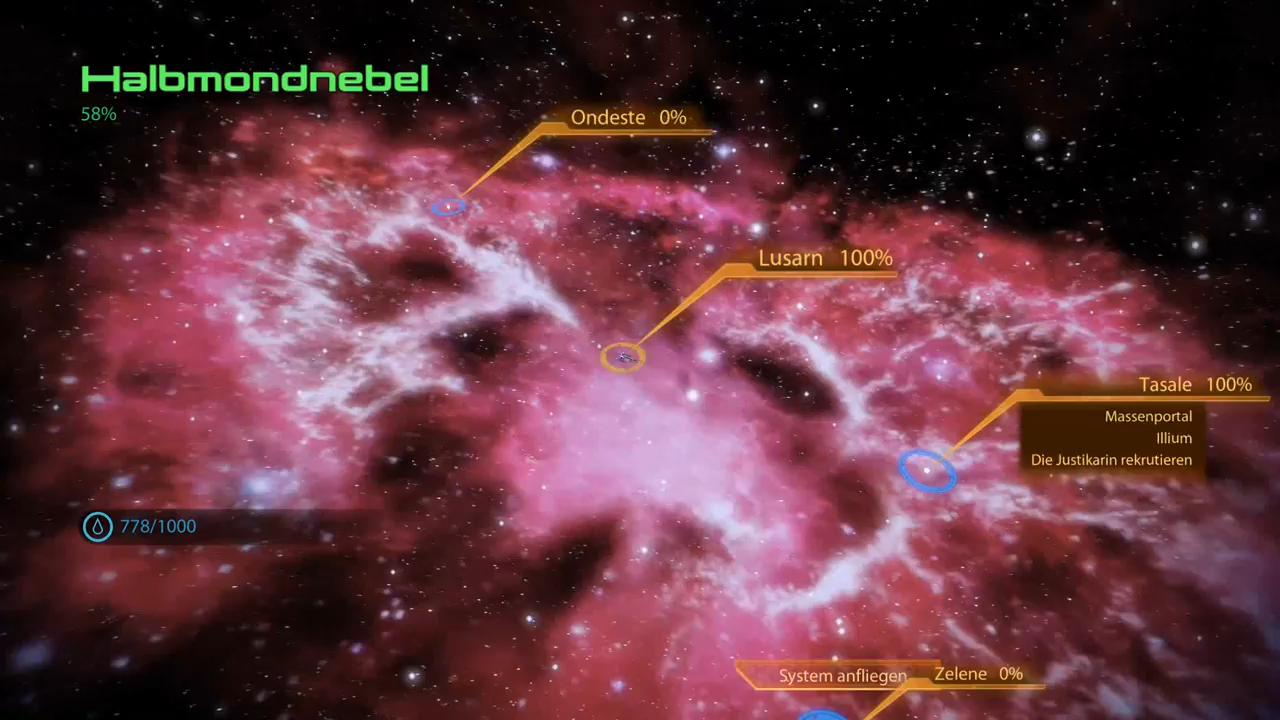 Halbmondnebel
58%
Ondeste 0%
Lusarn 100%
Tasale 100%
Massenportal
Illium
Die Justikarin rekrutieren
778/1000
System anfliegen
Zelene 0%